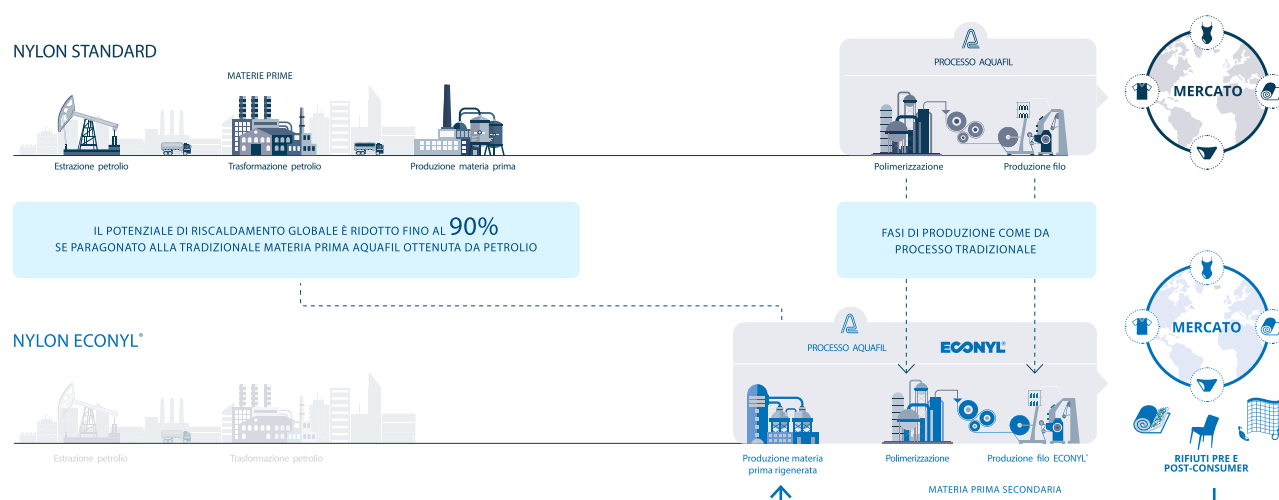 NYLON STANDARD
MATERIE PRIME
PROCESSO AQUAFIL
MERCATO
Estrazione petrolio
Trasformazione petrolio
Produzione materia prima
Polimerizzazione
Produzione filo
IL POTENZIALE DI RISCALDAMENTO GLOBALE È RIDOTTO FINO AL 90%
SE PARAGONATO ALLA TRADIZIONALE MATERIA PRIMA AQUAFIL OTTENUTA DA PETROLIO
FASI DI PRODUZIONE COME DA
PROCESSO TRADIZIONALE
NYLON ECONYL®
PROCESSO AQUAFIL
ECONYL®
MERCATO
Estrazione petrolio
Trasformazione petrolio
Produzione materia
prima rigenerata
Polimerizzazione
Produzione filo ECONYL®
RIFIUTI PRE E
POST-CONSUMER
MATERIA PRIMA SECONDARIA